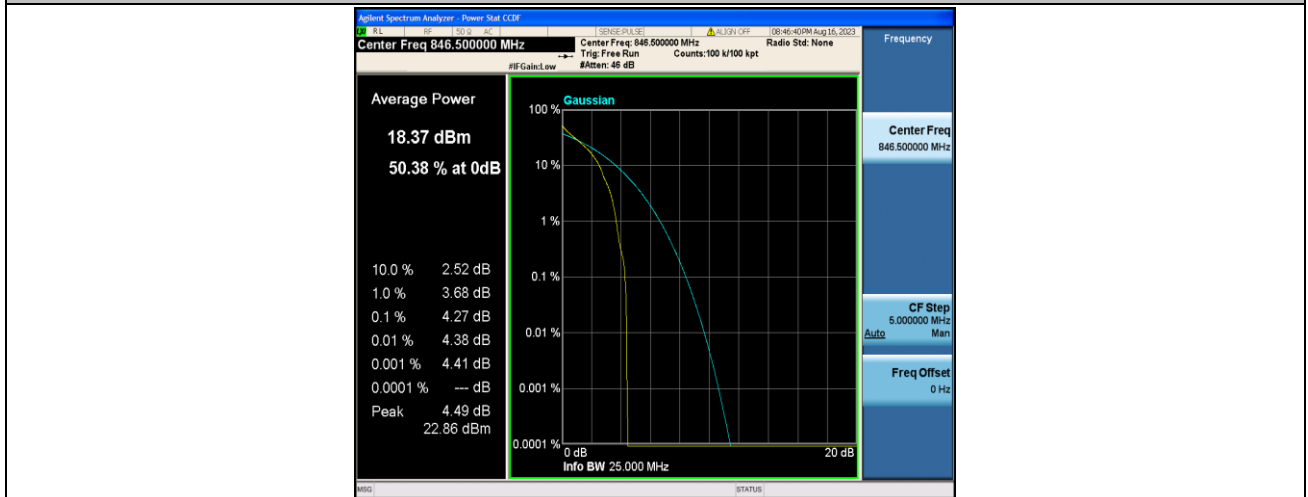 Agilent Spectrum Analyzer - Power Stat CCDF
RL RF 50 Ω AC SENSE:PULSE ALIGN OFF 08:46:40PM Aug 16, 2023
Center Freq 846.500000 MHz
Center Freq: 846.500000 MHz Radio Std: None
Trig: Free Run Counts:100 k/100 kpt
#IFGain:Low #Atten: 46 dB
Frequency
Average Power
18.37 dBm
50.38 % at 0dB
10.0 % 2.52 dB
1.0 % 3.68 dB
0.1 % 4.27 dB
0.01 % 4.38 dB
0.001 % 4.41 dB
0.0001 % --- dB
Peak 4.49 dB
22.86 dBm
Gaussian
100 %
10 %
1 %
0.1 %
0.01 %
0.001 %
0.0001 %
0 dB 20 dB
Info BW 25.000 MHz
Center Freq
846.500000 MHz
CF Step
5.000000 MHz
Auto Man
Freq Offset
0 Hz
MSG STATUS